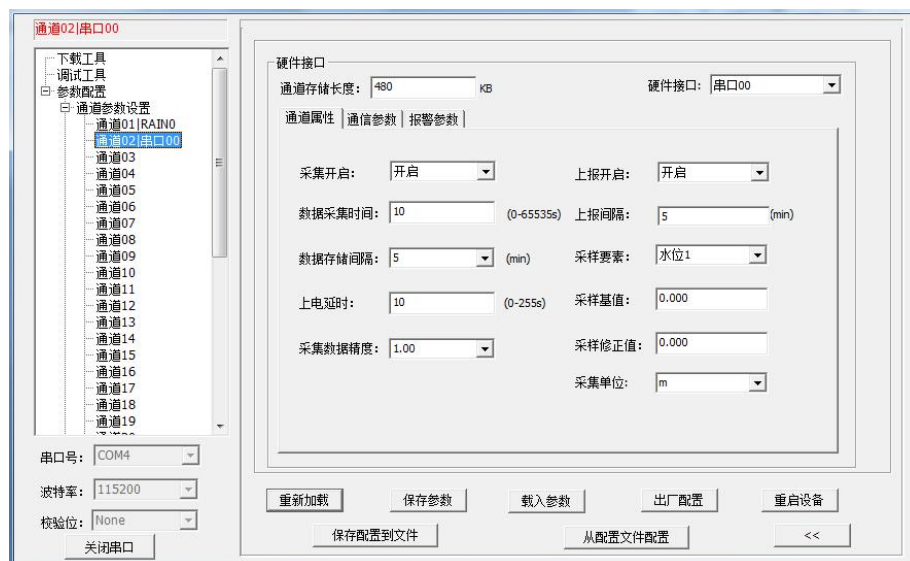 通道02|串口00
下载工具
调试工具
参数配置
通道参数设置
通道01|RAIN0
通道02|串口00
通道03
通道04
通道05
通道06
通道07
通道08
通道09
通道10
通道11
通道12
通道13
通道14
通道15
通道16
通道17
通道18
通道19
串口号: COM4
波特率: 115200
校验位: None
关闭串口
硬件接口
通道存储长度: 480 KB 硬件接口: 串口00
通道属性 通信参数 报警参数
采集开启: 开启 上报开启: 开启
数据采集时间: 10 (0-65535s) 上报间隔: 5 (min)
数据存储间隔: 5 (min) 采样要素: 水位1
上电延时: 10 (0-255s) 采样基值: 0.000
采集数据精度: 1.00 采样修正值: 0.000
采集单位: m
重新加载 保存参数 载入参数 出厂配置 重启设备
保存配置到文件 从配置文件配置 <<